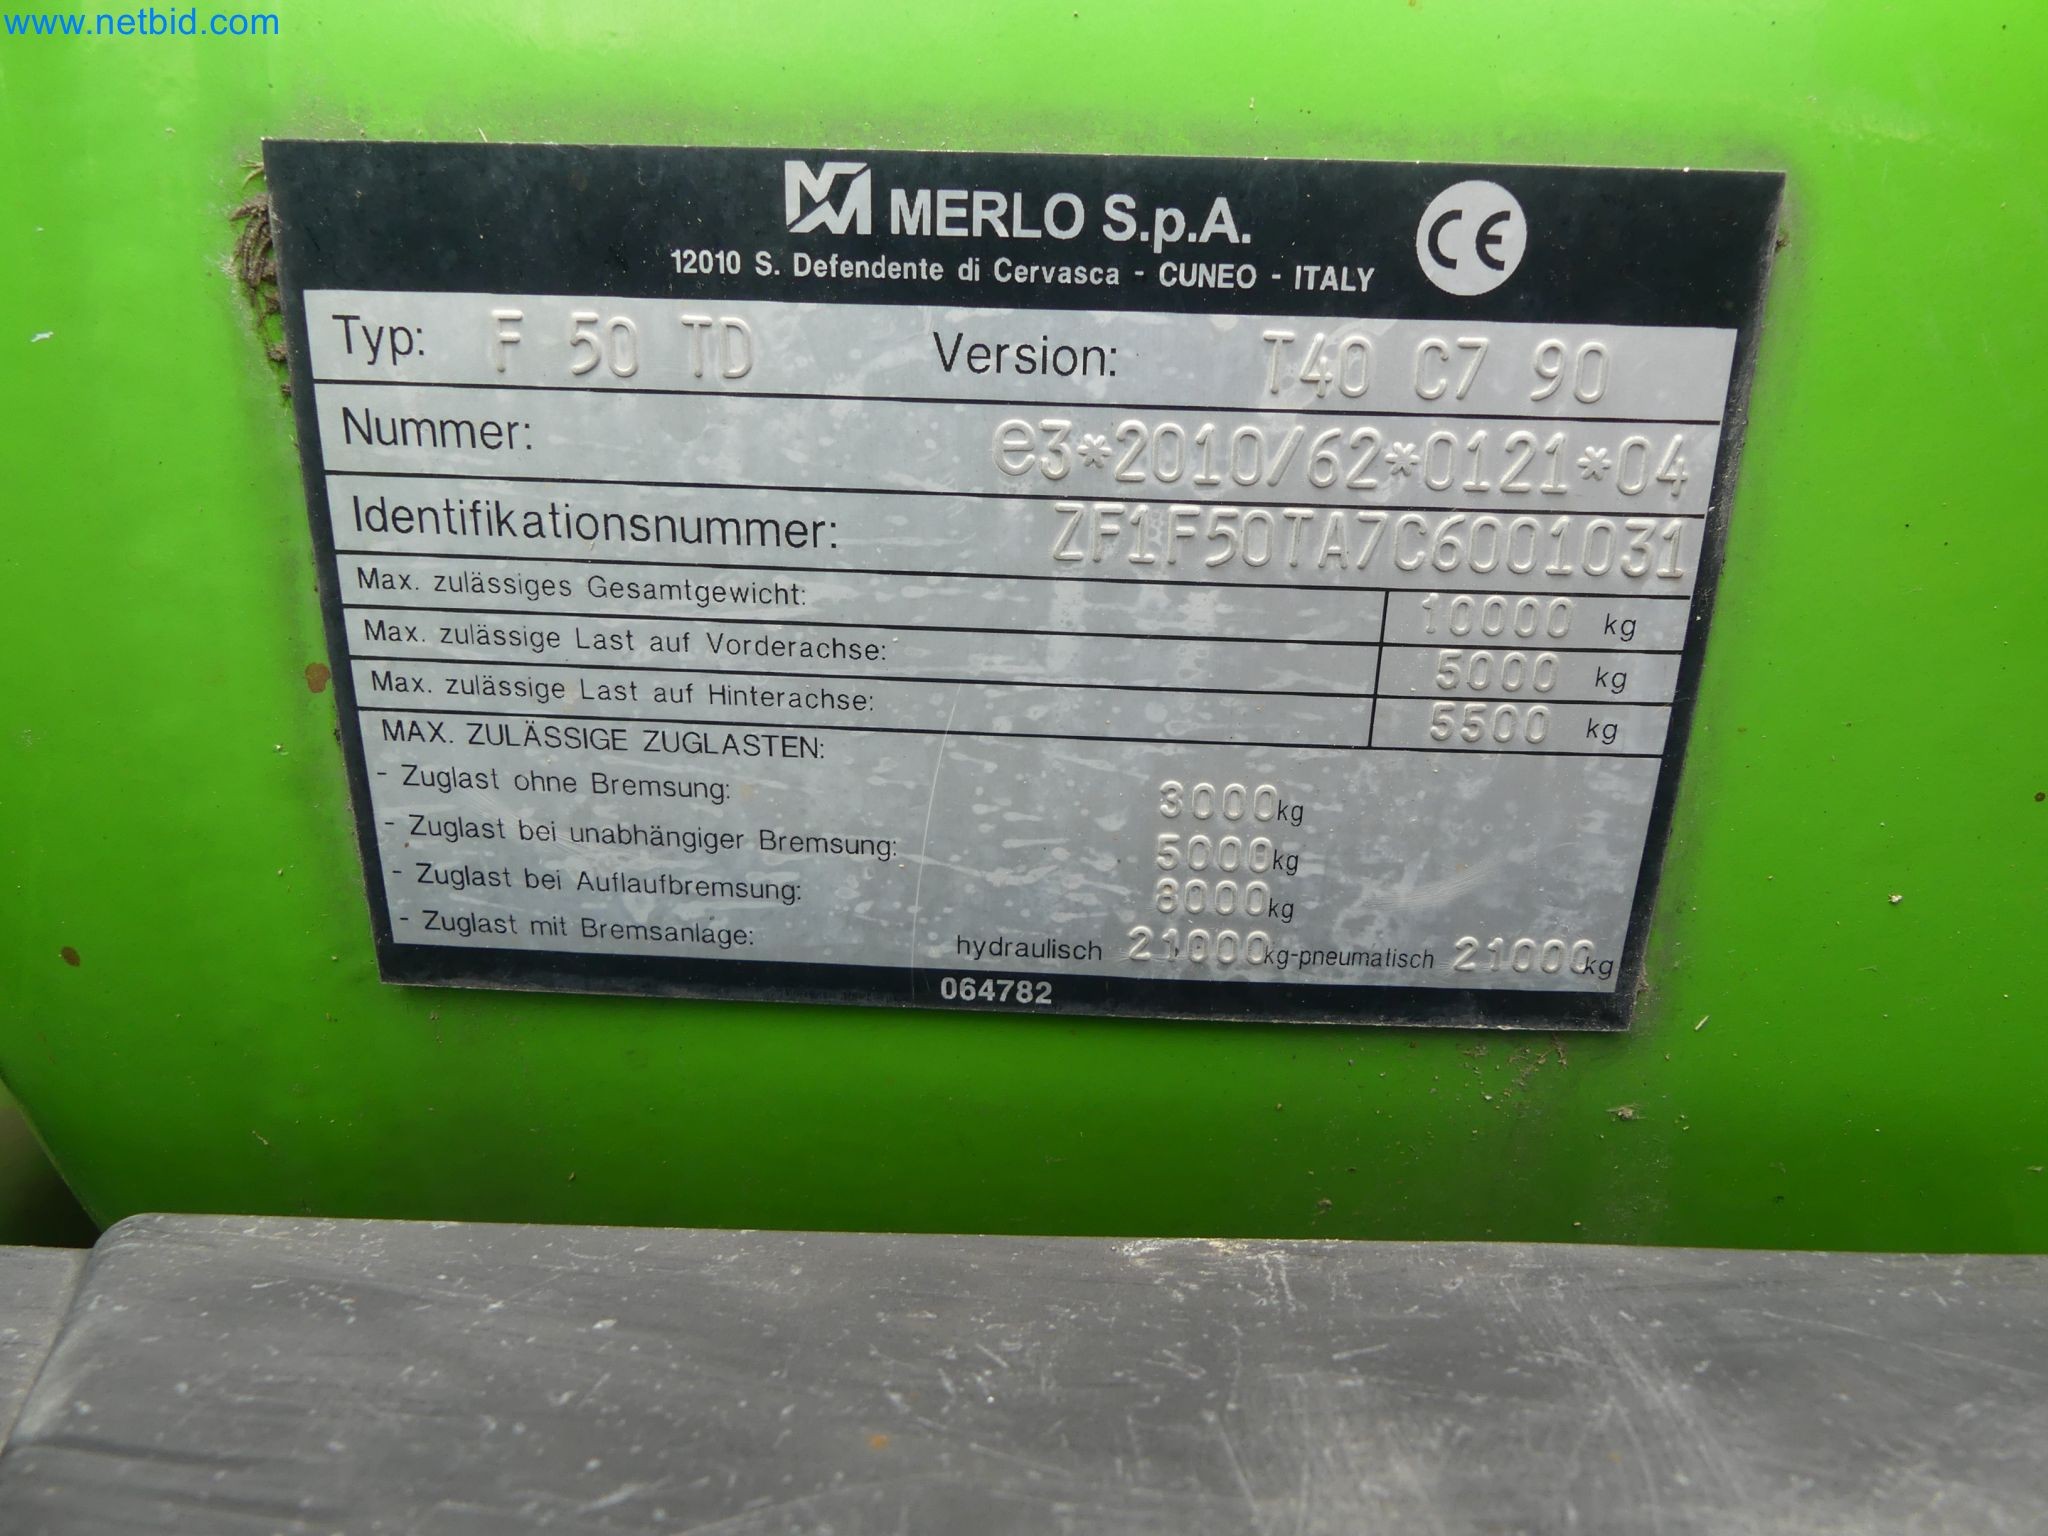 www.netbid.com
MERLO S.p.A.
12010 S. Defendente di Cervasca - CUNEO - ITALY
CE
Typ: F 50 TD Version: T40 C7 90
Nummer: e3*2010/62*0121*04
Identifikationsnummer: ZF1F50TA7C6001031
Max. zulässiges Gesamtgewicht: 10000 kg
Max. zulässige Last auf Vorderachse: 5000 kg
Max. zulässige Last auf Hinterachse: 5500 kg
MAX. ZULÄSSIGE ZUGLASTEN:
- Zuglast ohne Bremsung: 3000kg
- Zuglast bei unabhängiger Bremsung: 5000kg
- Zuglast bei Auflaufbremsung: 8000kg
- Zuglast mit Bremsanlage: hydraulisch 21000kg-pneumatisch 21000kg
064782